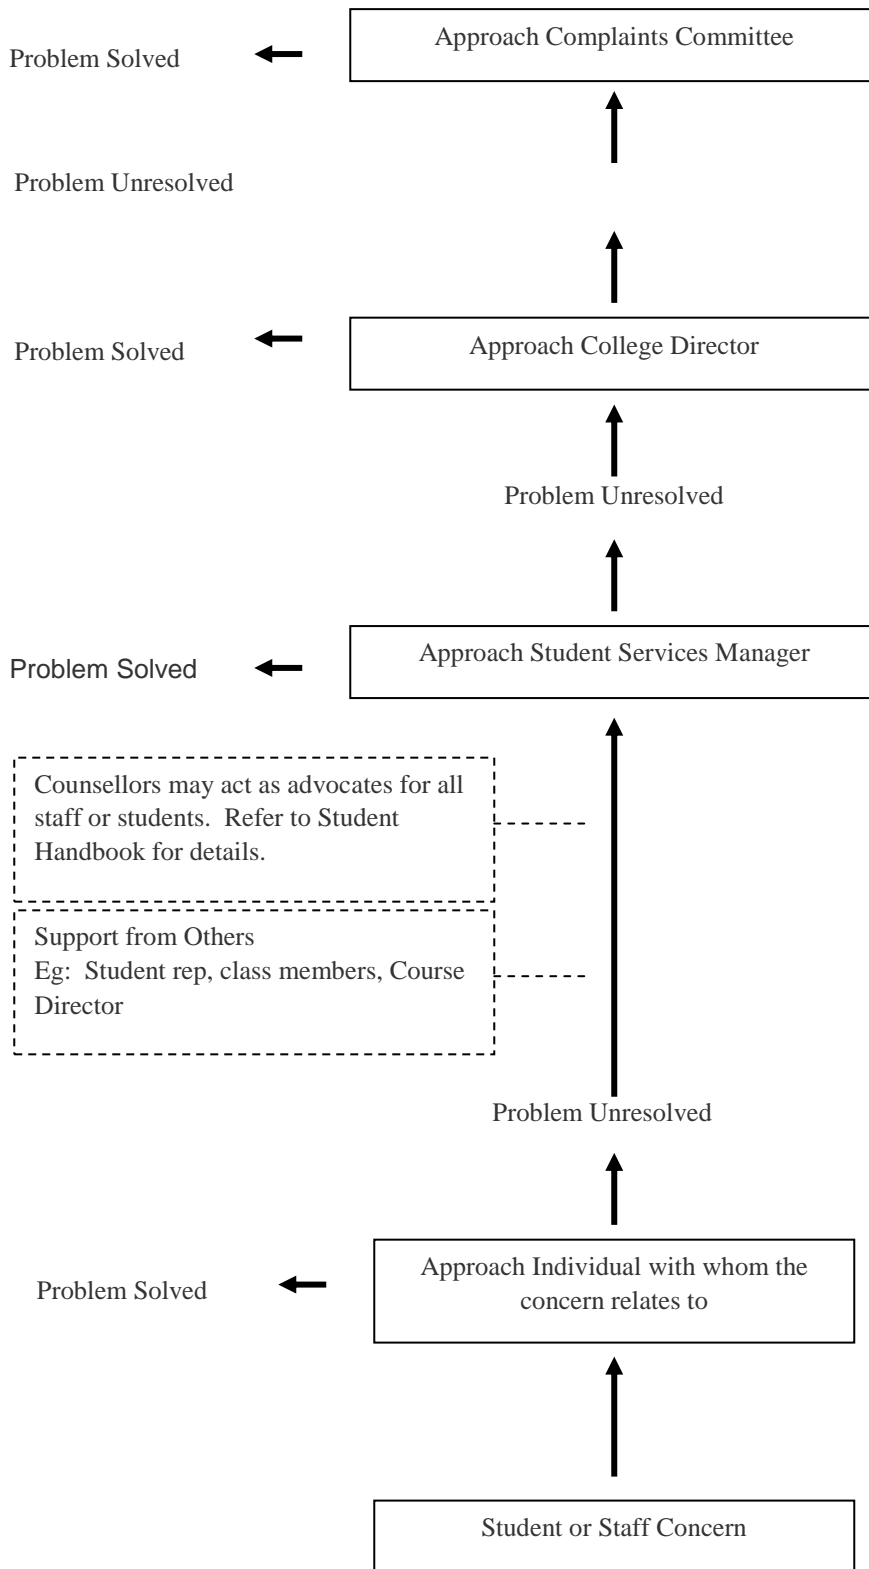 Approach Complaints Committee
Problem Solved
Problem Unresolved
Approach College Director
Problem Solved
Problem Unresolved
Approach Student Services Manager
Problem Solved
Counsellors may act as advocates for all
staff or students.  Refer to Student
Handbook for details.
Support from Others
Eg:  Student rep, class members, Course
Director
Problem Unresolved
Approach Individual with whom the
concern relates to
Problem Solved
Student or Staff Concern